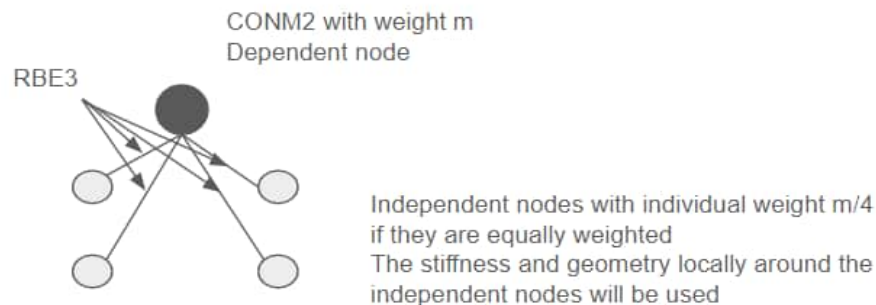 CONM2 with weight m
Dependent node
RBE3
Independent nodes with individual weight m/4
if they are equally weighted
The stiffness and geometry locally around the
independent nodes will be used